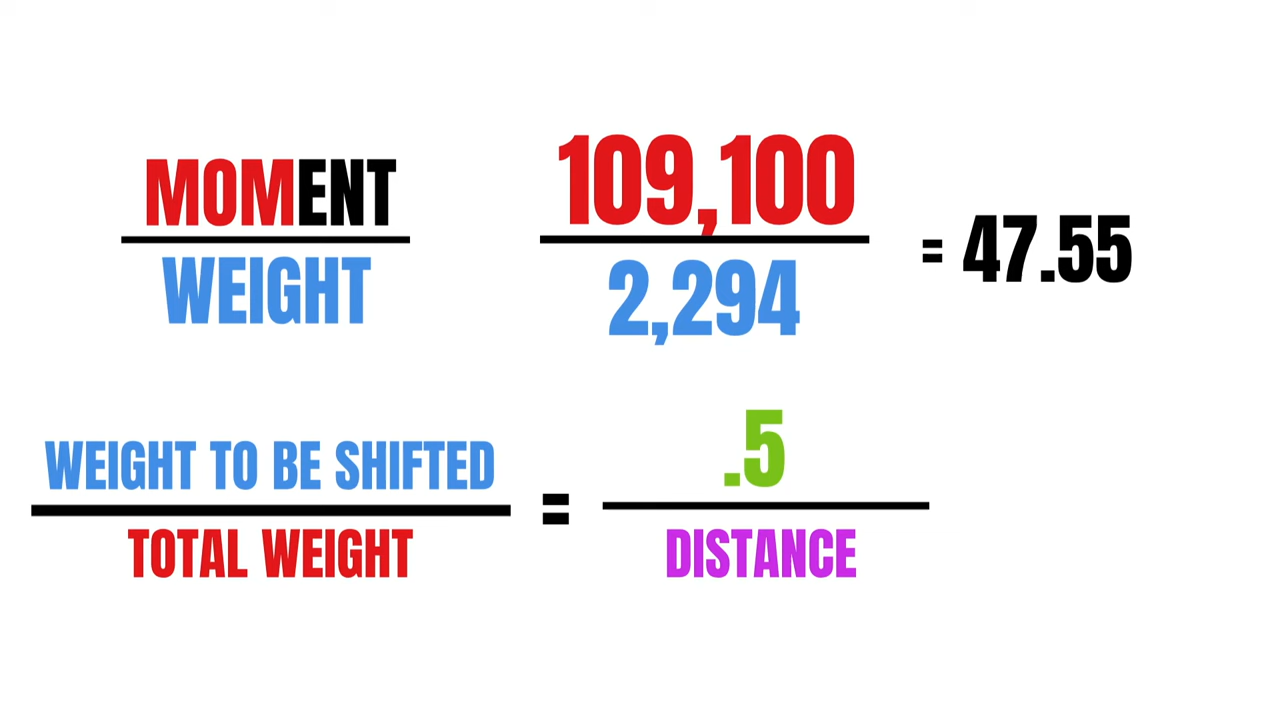 MOMENT
WEIGHT
109,100
2,294
= 47.55
WEIGHT TO BE SHIFTED
TOTAL WEIGHT
=
.5
DISTANCE